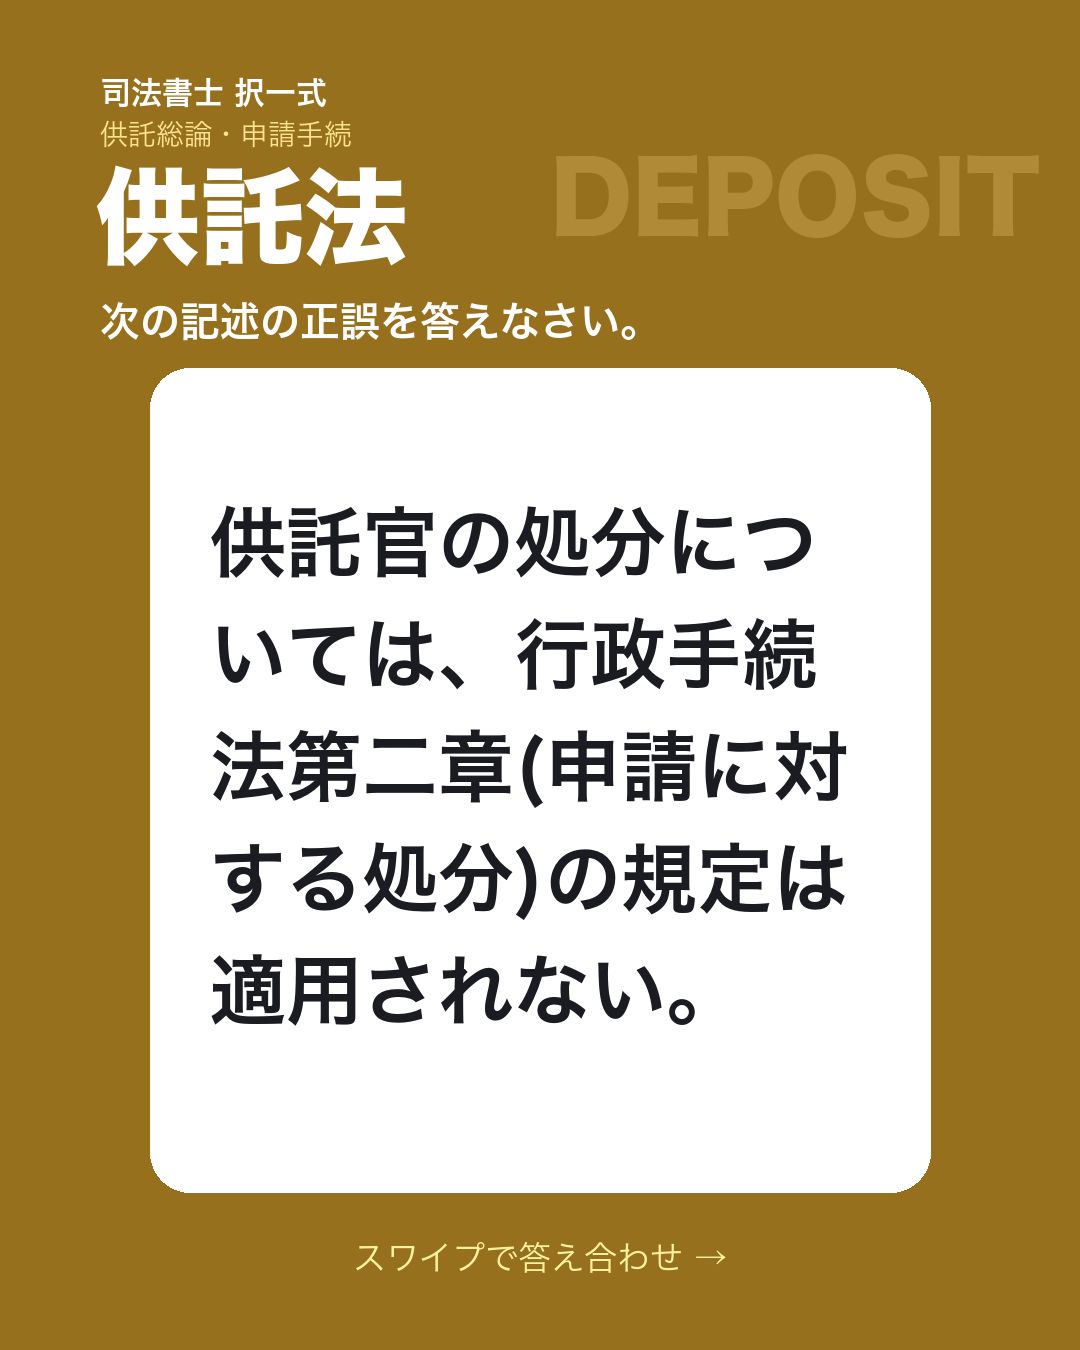 司法書士 択一式
供託総論・申請手続
供託法
DEPOSIT
次の記述の正誤を答えなさい。
供託官の処分につ
いては、行政手続
法第二章(申請に対
する処分)の規定は
適用されない。
スワイプで答え合わせ →